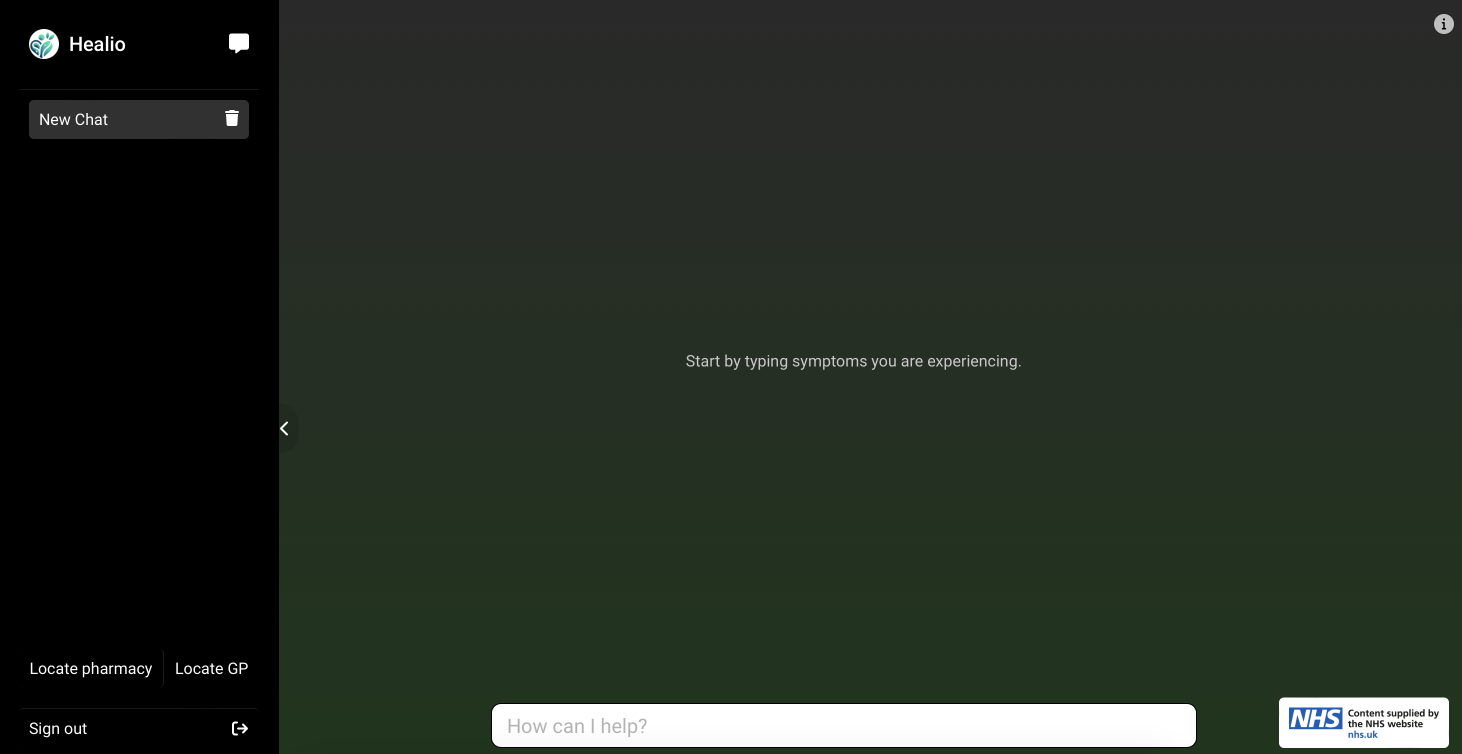 Healio
New Chat
Start by typing symptoms you are experiencing.
Locate pharmacy
Locate GP
Sign out
How can I help?
NHS
Content supplied by
the NHS website
nhs.uk